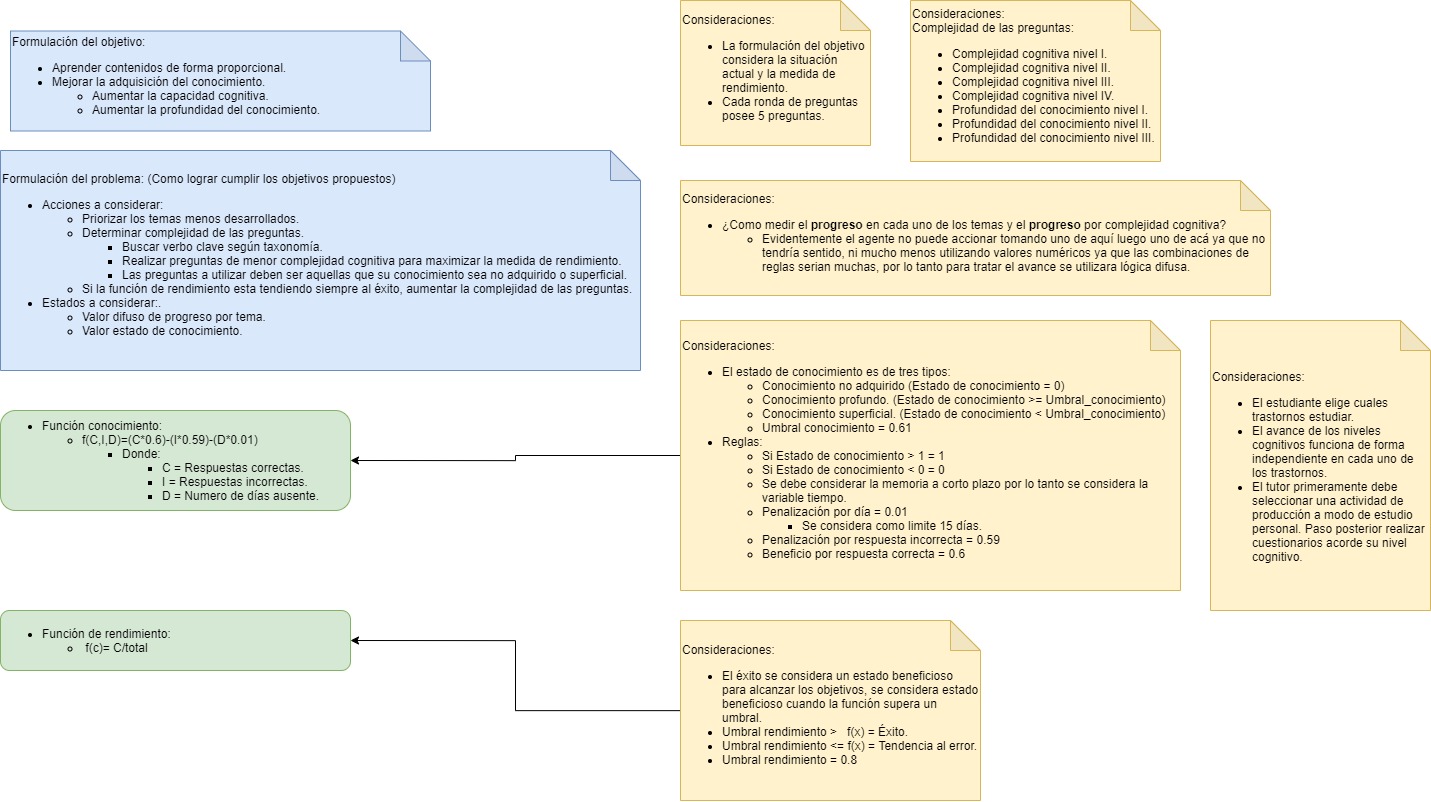 Formulación del objetivo:
Aprender contenidos de forma proporcional.
Mejorar la adquisición del conocimiento.
Aumentar la capacidad cognitiva.
Aumentar la profundidad del conocimiento.
Formulación del problema: (Como lograr cumplir los objetivos propuestos)
Acciones a considerar:
Priorizar los temas menos desarrollados.
Determinar complejidad de las preguntas.
Buscar verbo clave según taxonomía.
Realizar preguntas de menor complejidad cognitiva para maximizar la medida de rendimiento.
Las preguntas a utilizar deben ser aquellas que su conocimiento sea no adquirido o superficial.
Si la función de rendimiento esta tendiendo siempre al éxito, aumentar la complejidad de las preguntas.
Estados a considerar:.
Valor difuso de progreso por tema.
Valor estado de conocimiento.
Función conocimiento:
f(C,I,D)=(C*0.6)-(I*0.59)-(D*0.01)
Donde:
C = Respuestas correctas.
I = Respuestas incorrectas.
D = Numero de días ausente.
Función de rendimiento:
f(c)= C/total
Consideraciones:
La formulación del objetivo
considera la situación
actual y la medida de
rendimiento.
Cada ronda de preguntas
posee 5 preguntas.
Consideraciones:
Complejidad de las preguntas:
Complejidad cognitiva nivel I.
Complejidad cognitiva nivel II.
Complejidad cognitiva nivel III.
Complejidad cognitiva nivel IV.
Profundidad del conocimiento nivel I.
Profundidad del conocimiento nivel II.
Profundidad del conocimiento nivel III.
Consideraciones:
¿Como medir el progreso en cada uno de los temas y el progreso por complejidad cognitiva?
Evidentemente el agente no puede accionar tomando uno de aquí luego uno de acá ya que no
tendría sentido, ni mucho menos utilizando valores numéricos ya que las combinaciones de
reglas serian muchas, por lo tanto para tratar el avance se utilizara lógica difusa.
Consideraciones:
El estado de conocimiento es de tres tipos:
Conocimiento no adquirido (Estado de conocimiento = 0)
Conocimiento profundo. (Estado de conocimiento >= Umbral_conocimiento)
Conocimiento superficial. (Estado de conocimiento < Umbral_conocimiento)
Umbral conocimiento = 0.61
Reglas:
Si Estado de conocimiento > 1 = 1
Si Estado de conocimiento < 0 = 0
Se debe considerar la memoria a corto plazo por lo tanto se considera la
variable tiempo.
Penalización por día = 0.01
Se considera como limite 15 días.
Penalización por respuesta incorrecta = 0.59
Beneficio por respuesta correcta = 0.6
Consideraciones:
El estudiante elige cuales
trastornos estudiar.
El avance de los niveles
cognitivos funciona de forma
independiente en cada uno de
los trastornos.
El tutor primeramente debe
seleccionar una actividad de
producción a modo de estudio
personal. Paso posterior realizar
cuestionarios acorde su nivel
cognitivo.
Consideraciones:
El éxito se considera un estado beneficioso
para alcanzar los objetivos, se considera estado
beneficioso cuando la función supera un
umbral.
Umbral rendimiento > f(x) = Éxito.
Umbral rendimiento <= f(x) = Tendencia al error.
Umbral rendimiento = 0.8